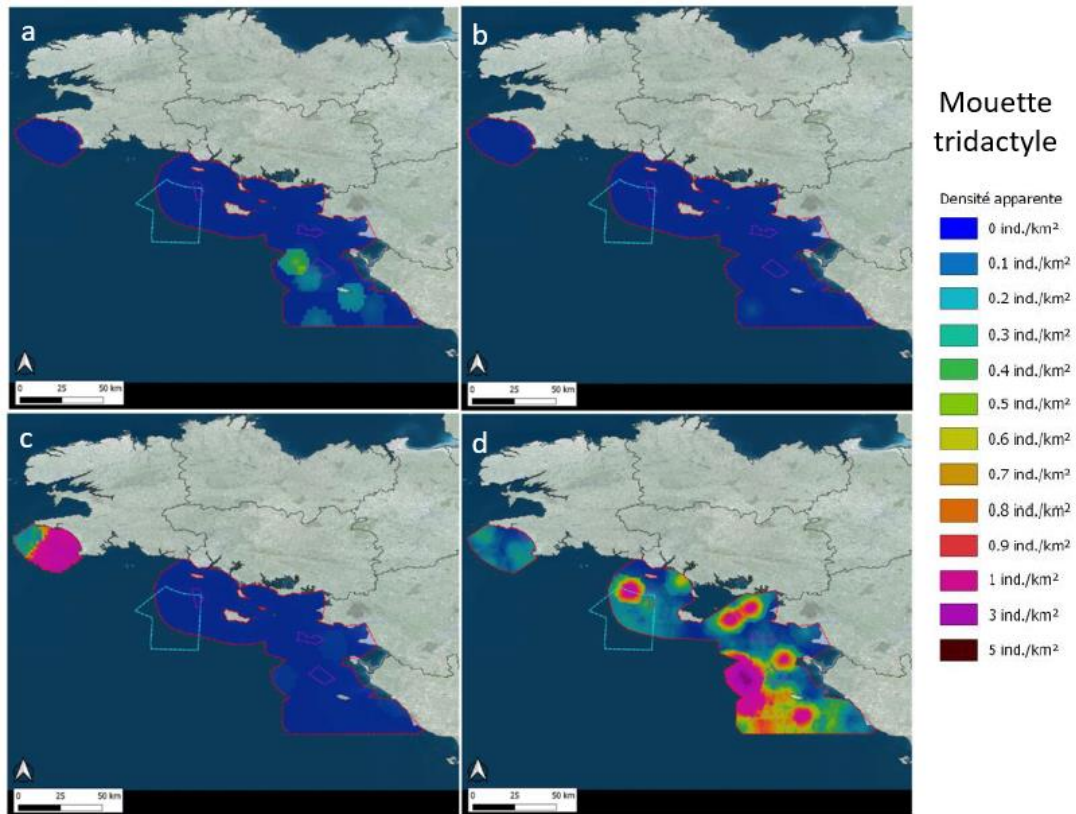 a
b
0 25 50 km
0 25 50 km
c
d
0 25 50 km
0 25 50 km
Mouette
tridactyle
Densité apparente
0 ind./km²
0.1 ind./km²
0.2 ind./km²
0.3 ind./km²
0.4 ind./km²
0.5 ind./km²
0.6 ind./km²
0.7 ind./km²
0.8 ind./km²
0.9 ind./km²
1 ind./km²
3 ind./km²
5 ind./km²